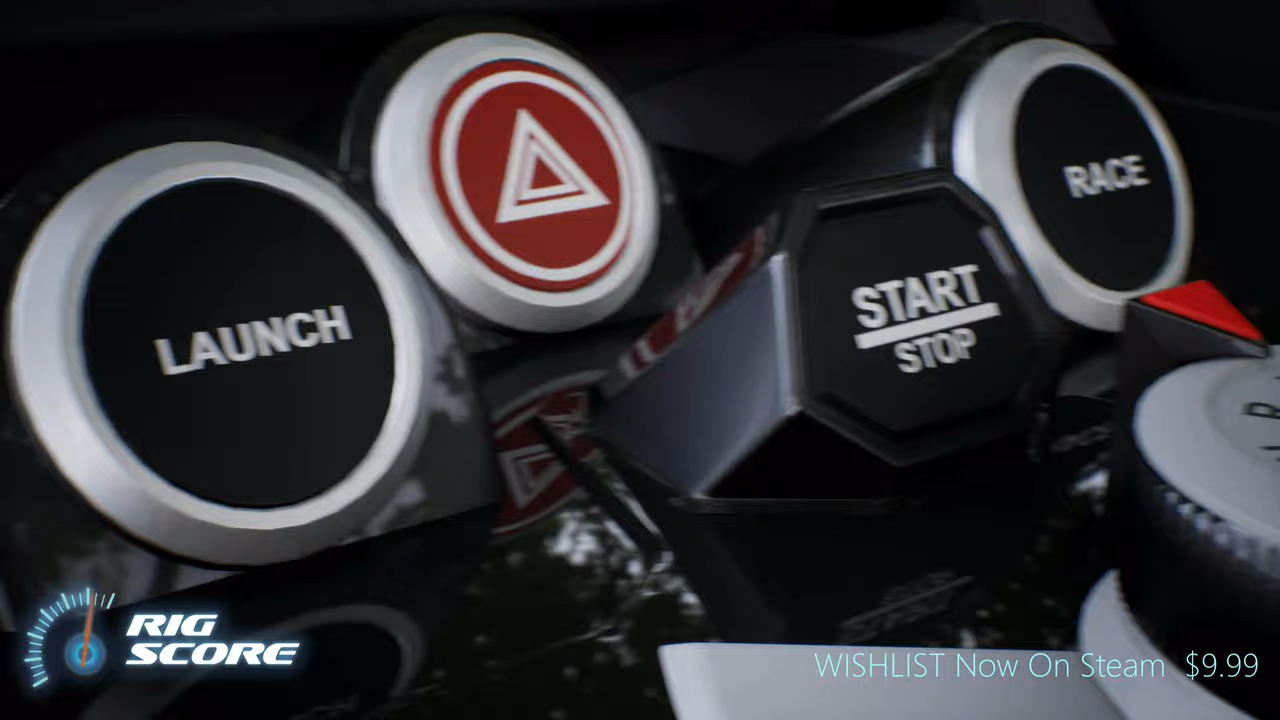 LAUNCH
RACE
START
STOP
RIG
SCORE
WISHLIST Now On Steam $9.99